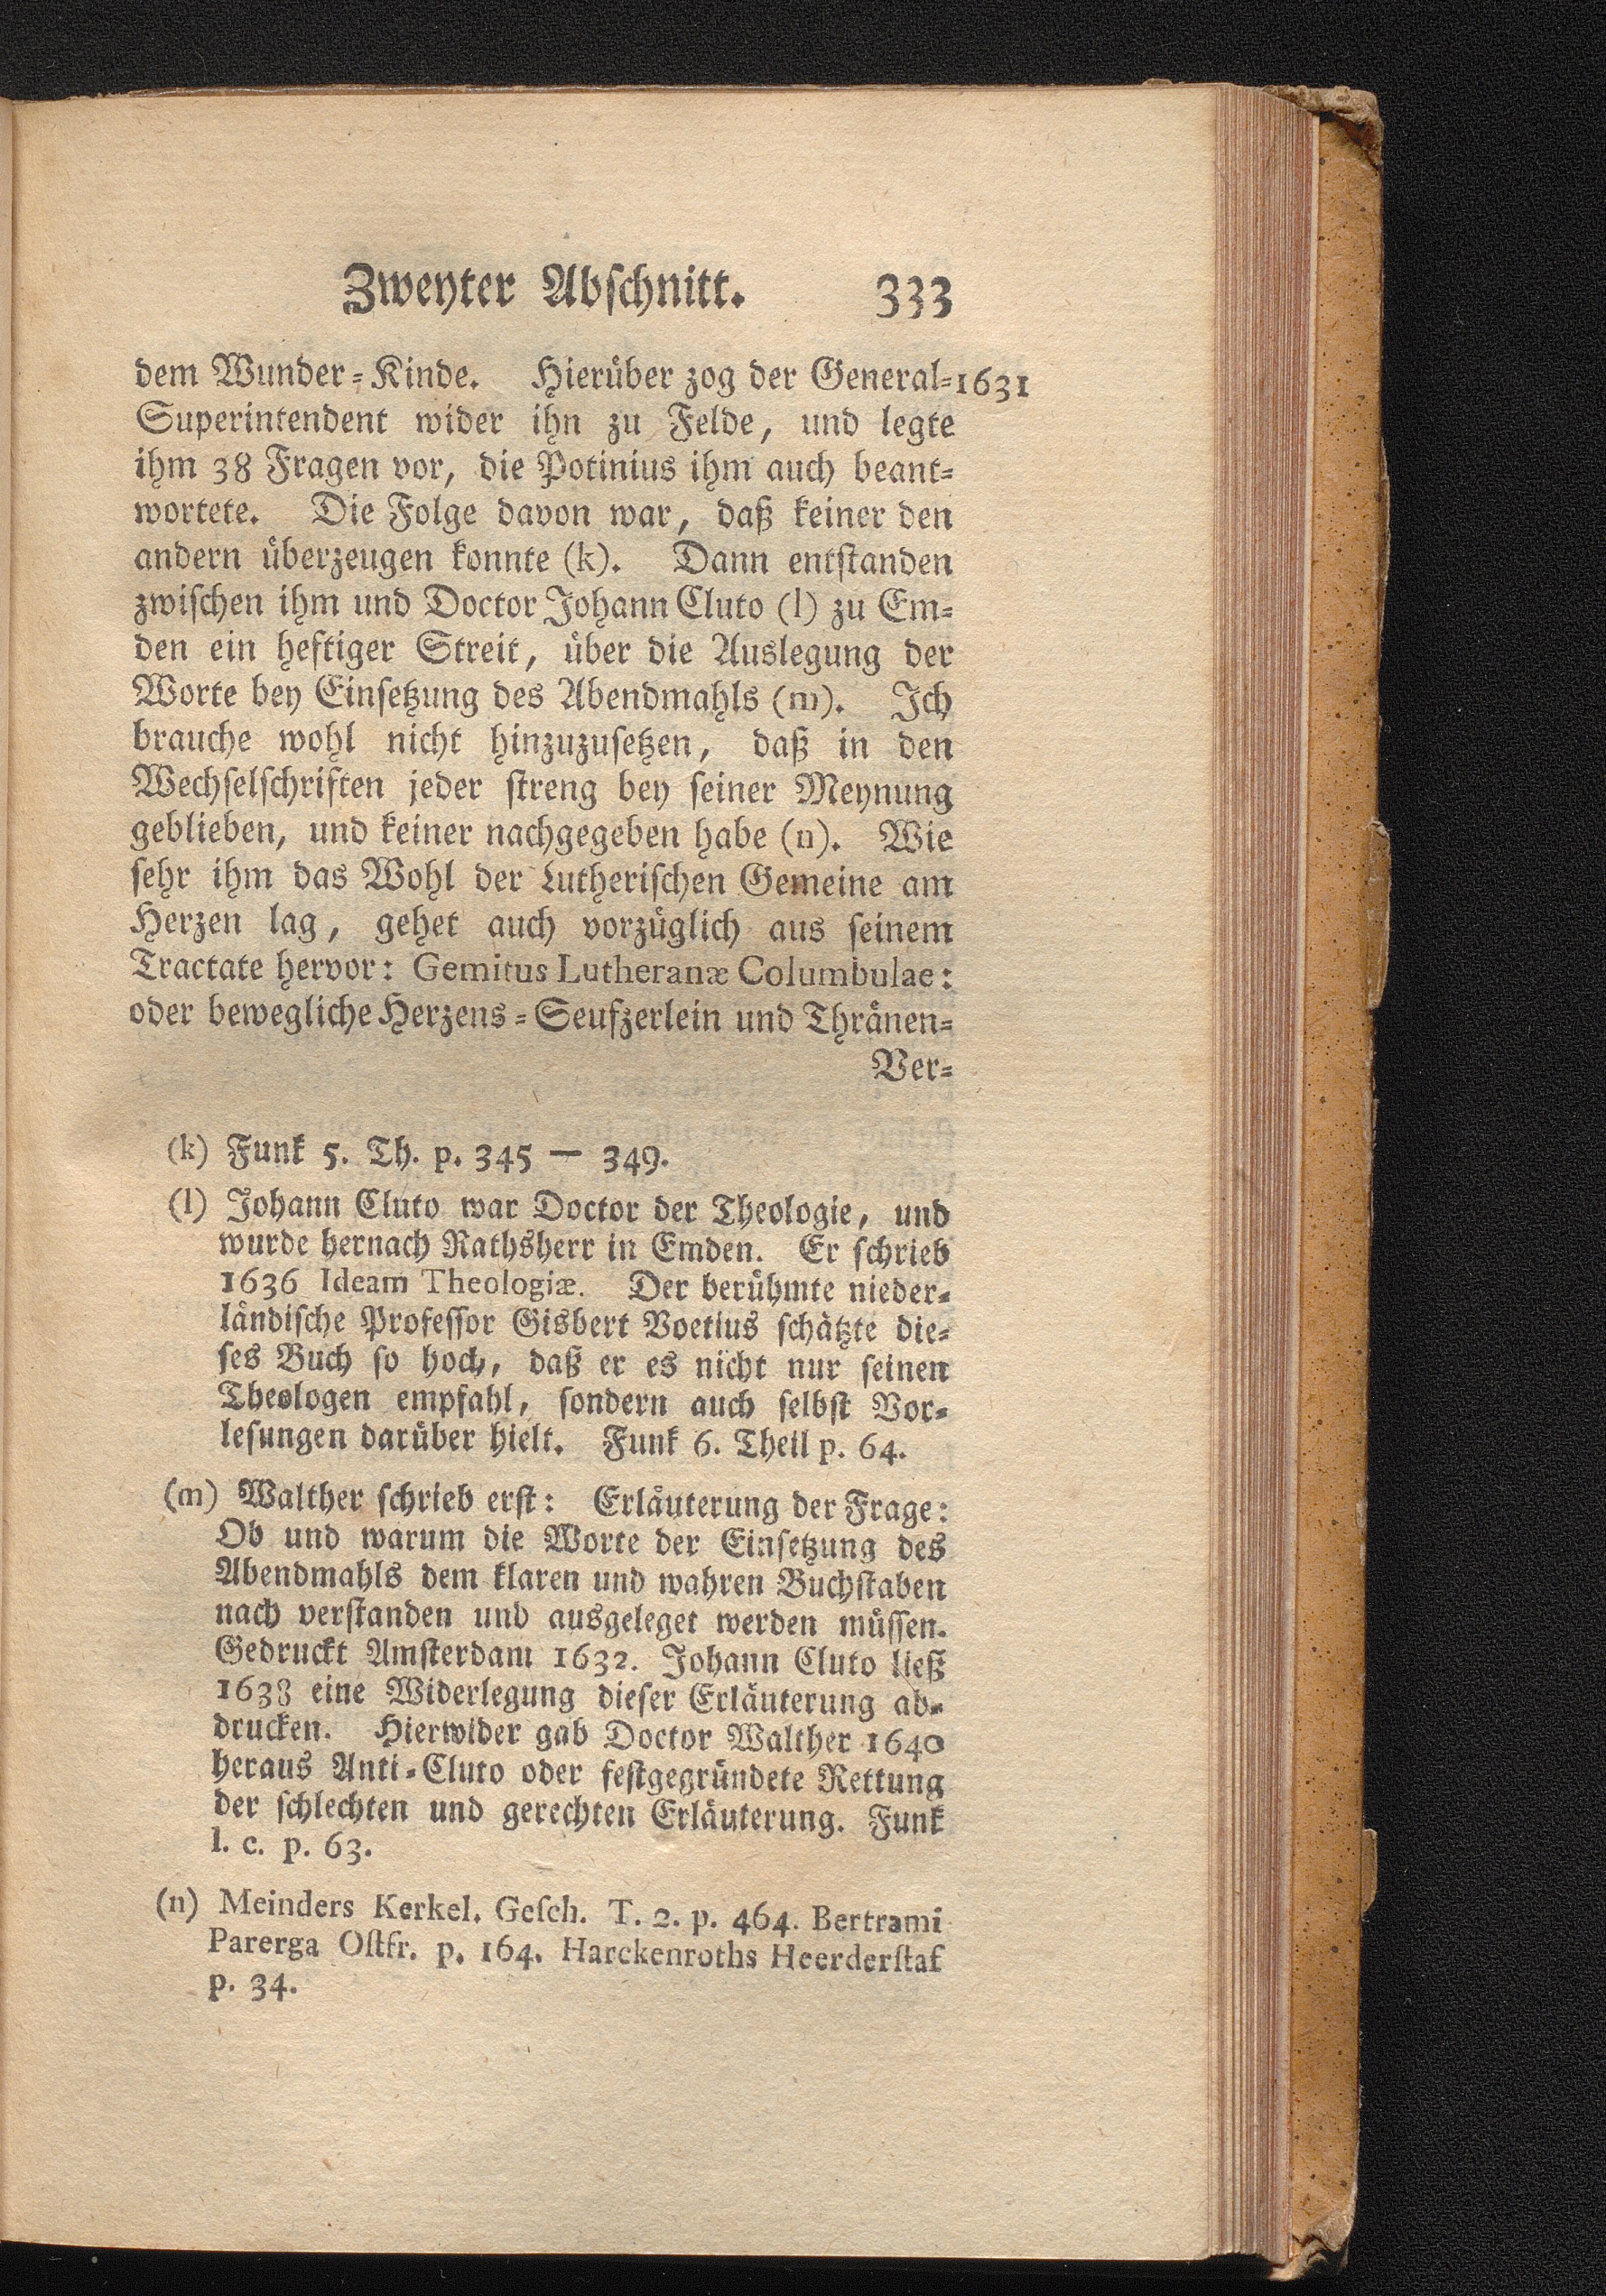 Zweyter Abschnitt. 333
dem Wunder-Kinde. Hierüber zog der General- 1631
Superintendent wider ihn zu Felde, und legte
ihm 38 Fragen vor, die Potinius ihm auch beant-
wortete. Die Folge davon war, daß keiner den
andern überzeugen konnte (k). Dann entstanden
zwischen ihm und Doctor Johann Cluto (l) zu Em-
den ein heftiger Streit, über die Auslegung der
Worte bey Einsetzung des Abendmahls (m). Ich
brauche wohl nicht hinzuzusetzen, daß in den
Wechselschriften jeder streng bey seiner Meynung
geblieben, und keiner nachgegeben habe (n). Wie
sehr ihm das Wohl der Lutherischen Gemeine am
Herzen lag, gehet auch vorzüglich aus seinem
Tractate hervor: Gemitus Lutheranæ Columbulae:
oder bewegliche Herzens-Seufzerlein und Thränen-
Ver-
(k) Funk 5. Th. p. 345 — 349.
(l) Johann Cluto war Doctor der Theologie, und
wurde hernach Rathsherr in Emden. Er schrieb
1636 Ideam Theologiæ. Der berühmte nieder-
ländische Professor Gisbert Voetius schätzte die-
ses Buch so hoch, daß er es nicht nur seinen
Theologen empfahl, sondern auch selbst Vor-
lesungen darüber hielt. Funk 6. Theil p. 64.
(m) Walther schrieb erst: Erläuterung der Frage:
Ob und warum die Worte der Einsetzung des
Abendmahls dem klaren und wahren Buchstaben
nach verstanden und ausgeleget werden müssen.
Gedruckt Amsterdam 1632. Johann Cluto ließ
1638 eine Widerlegung dieser Erläuterung ab-
drucken. Hierwider gab Doctor Walther 1640
heraus Anti-Cluto oder festgegründete Rettung
der schlechten und gerechten Erläuterung. Funk
l. c. p. 63.
(n) Meinders Kerkel. Gesch. T. 2. p. 464. Bertrami
Parerga Ostfr. p. 164. Harckenroths Heerderstaf
p. 34.